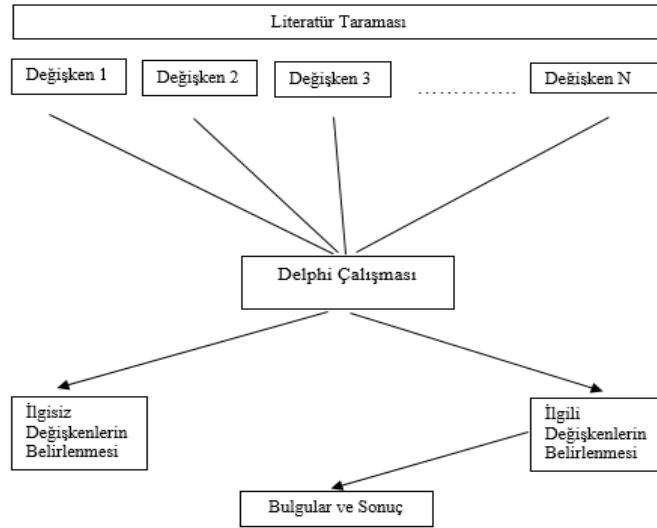 Literatür Taraması
Değişken 1
Değişken 2
Değişken 3
....................
Değişken N
Delphi Çalışması
İlgisiz
Değişkenlerin
Belirlenmesi
İlgili
Değişkenlerin
Belirlenmesi
Bulgular ve Sonuç